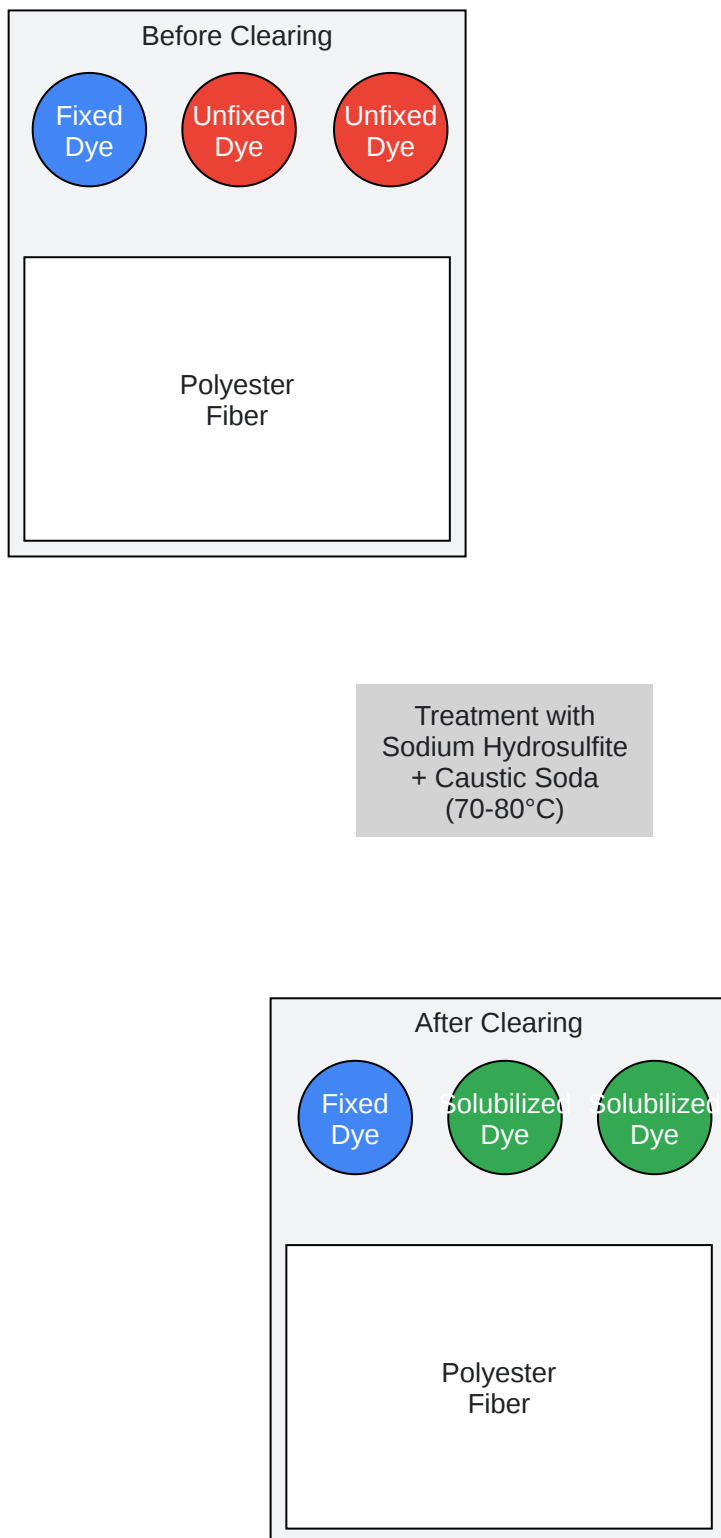 Before Clearing
Fixed
Dye
Unfixed
Dye
Unfixed
Dye
Polyester
Fiber
Treatment with
Sodium Hydrosulfite
+ Caustic Soda
(70-80°C)
After Clearing
Fixed
Dye
Solubilized
Dye
Solubilized
Dye
Polyester
Fiber